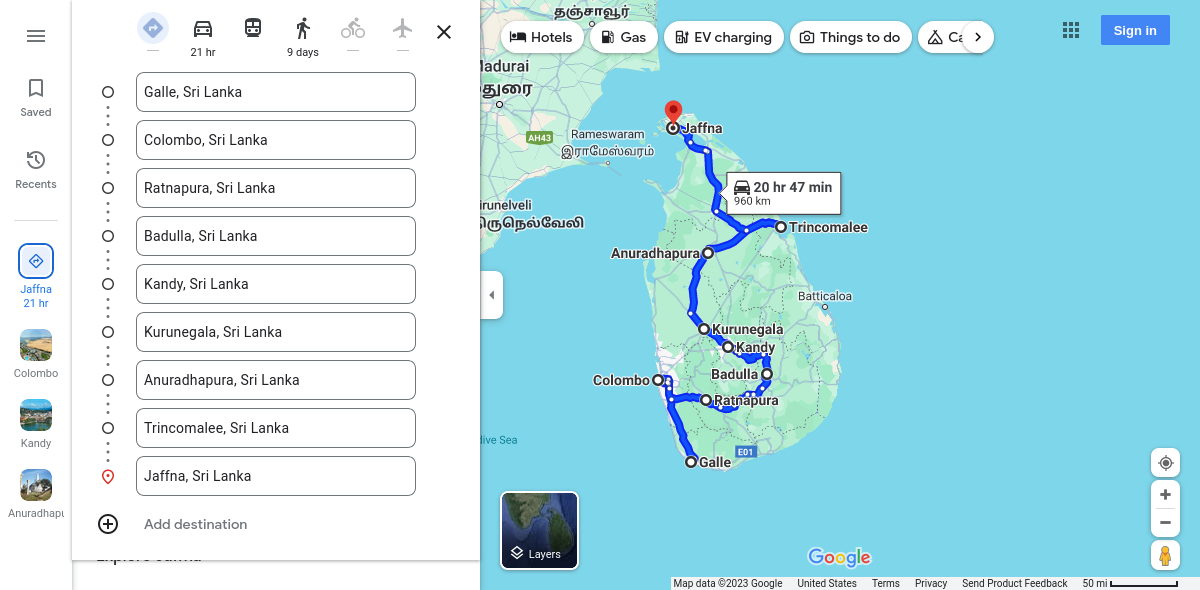 21 hr
9 days
Saved
Recents
Jaffna
21 hr
Colombo
Kandy
Anuradhapu
Galle, Sri Lanka
Colombo, Sri Lanka
Ratnapura, Sri Lanka
Badulla, Sri Lanka
Kandy, Sri Lanka
Kurunegala, Sri Lanka
Anuradhapura, Sri Lanka
Trincomalee, Sri Lanka
Jaffna, Sri Lanka
Add destination
Hotels
Gas
EV charging
Things to do
Ca
Sign in
தஞ்சாவூர்
Madurai
துரை
AH43
Rameswaram
இராமேஸ்வரம்
irunelveli
திருநெல்வேலி
Jaffna
20 hr 47 min
960 km
Trincomalee
Anuradhapura
Batticaloa
Kurunegala
Kandy
Badulla
Colombo
Ratnapura
Galle
E01
dive Sea
Layers
Google
Map data ©2023 Google United States Terms Privacy Send Product Feedback 50 mi